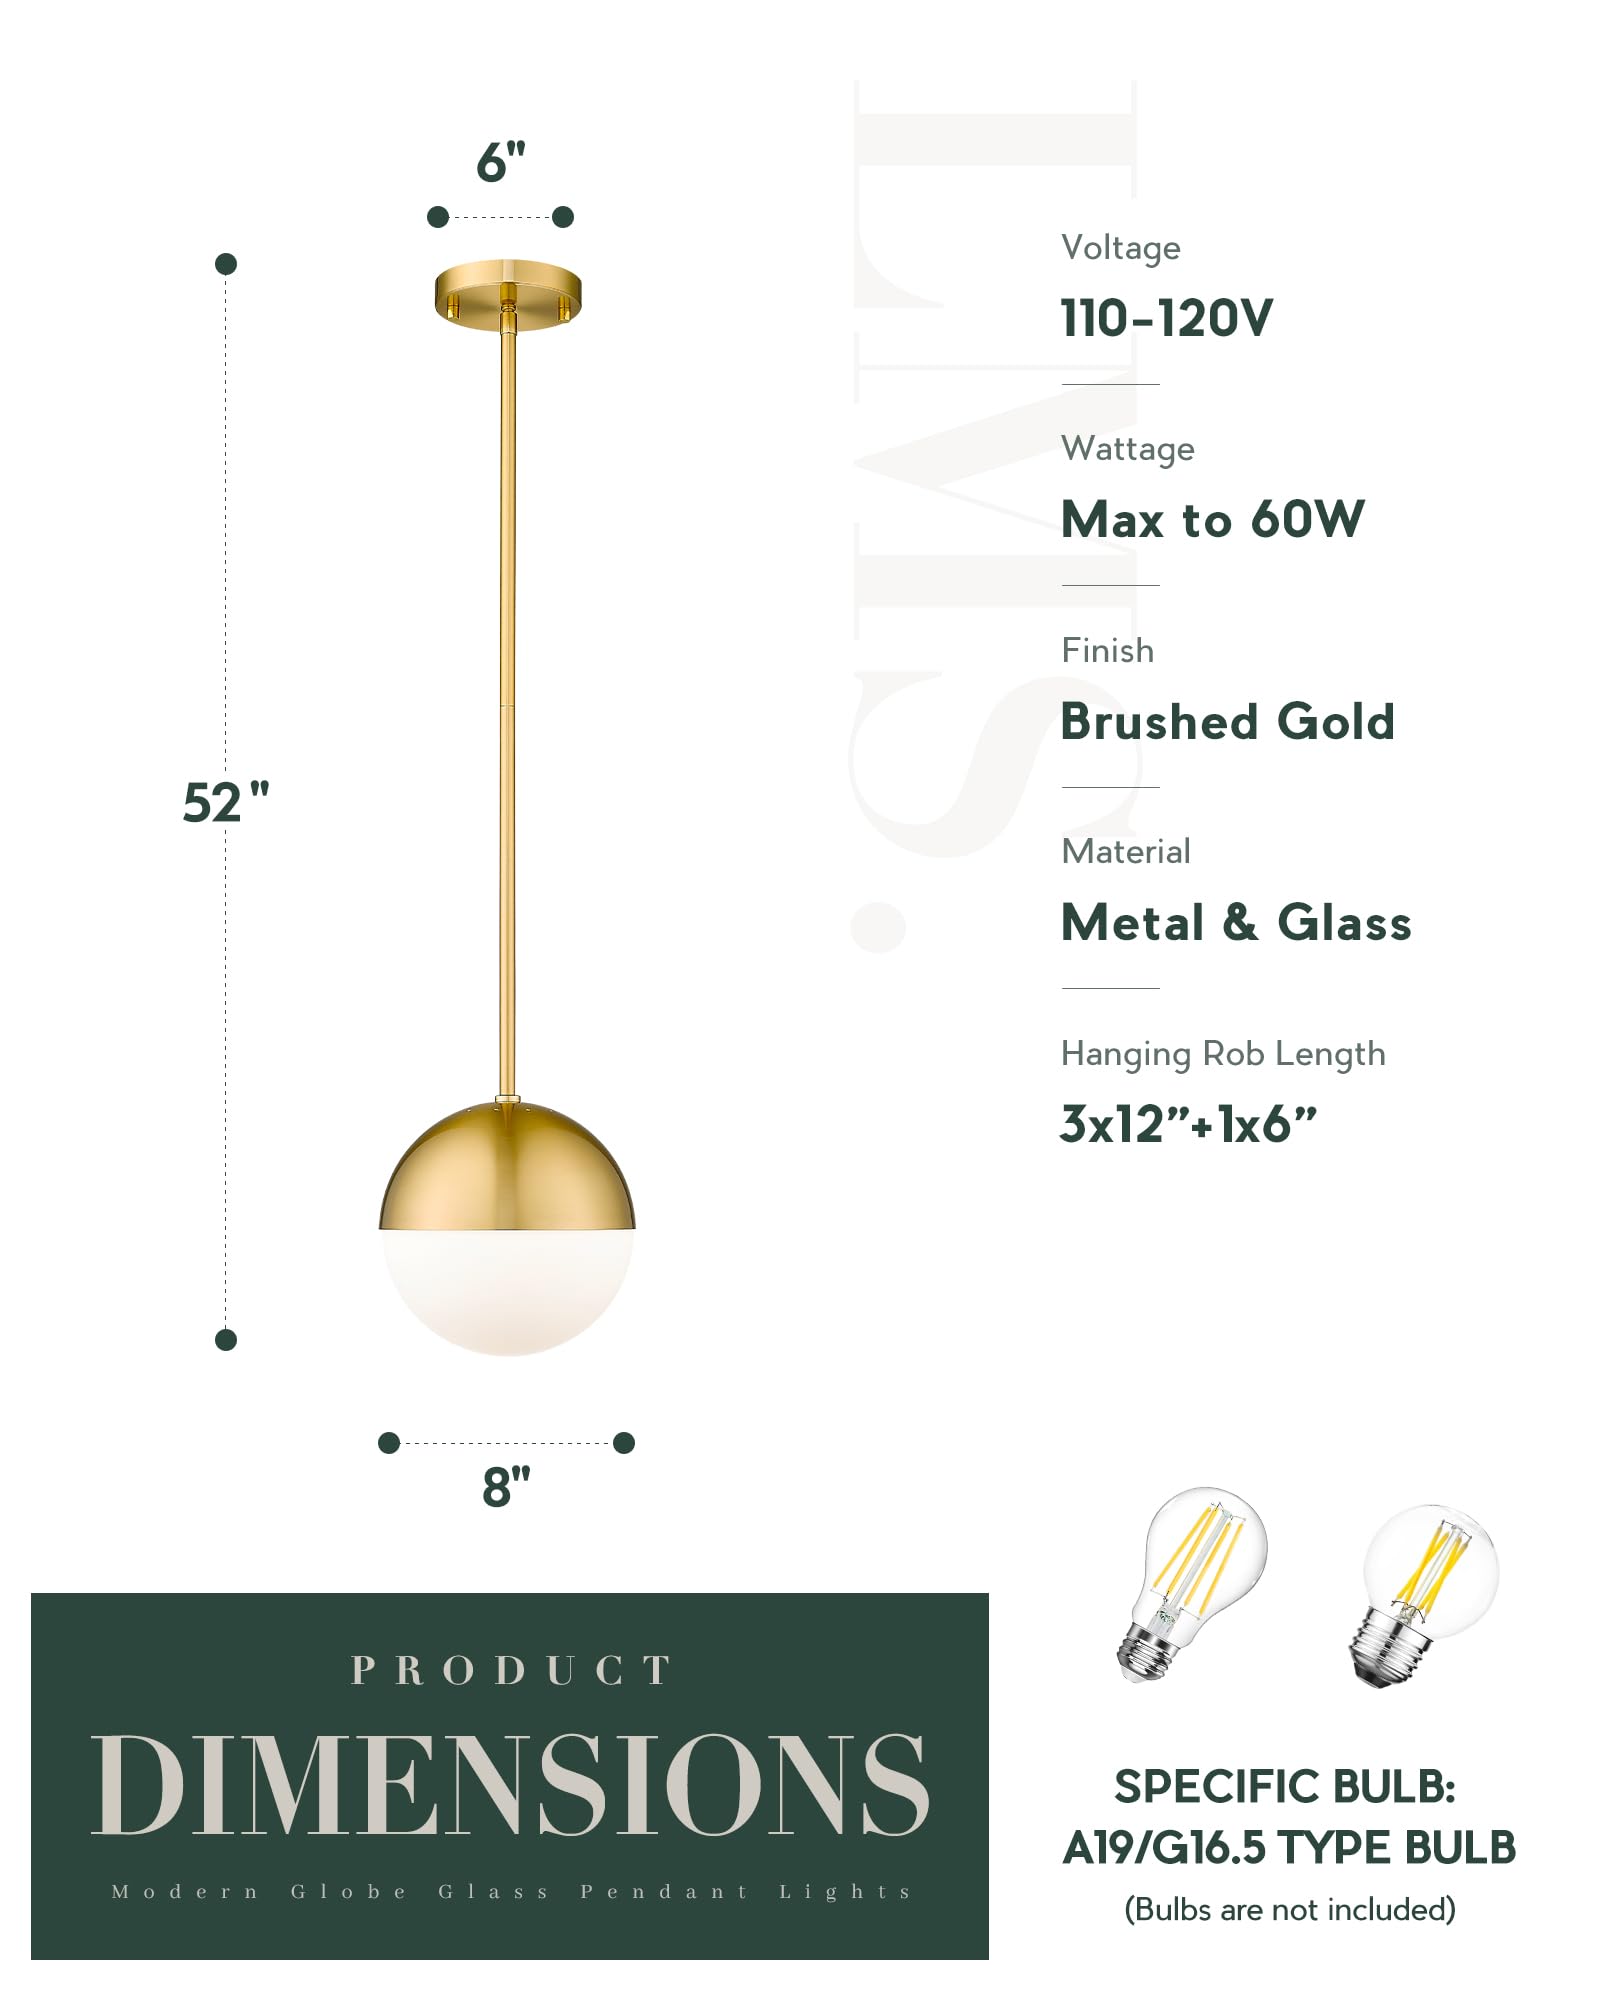 6"
52"
8"
LMS.
Voltage
110-120V
Wattage
Max to 60W
Finish
Brushed Gold
Material
Metal & Glass
Hanging Rob Length
3x12”+1x6”
PRODUCT
DIMENSIONS
Modern Globe Glass Pendant Lights
SPECIFIC BULB:
A19/G16.5 TYPE BULB
(Bulbs are not included)